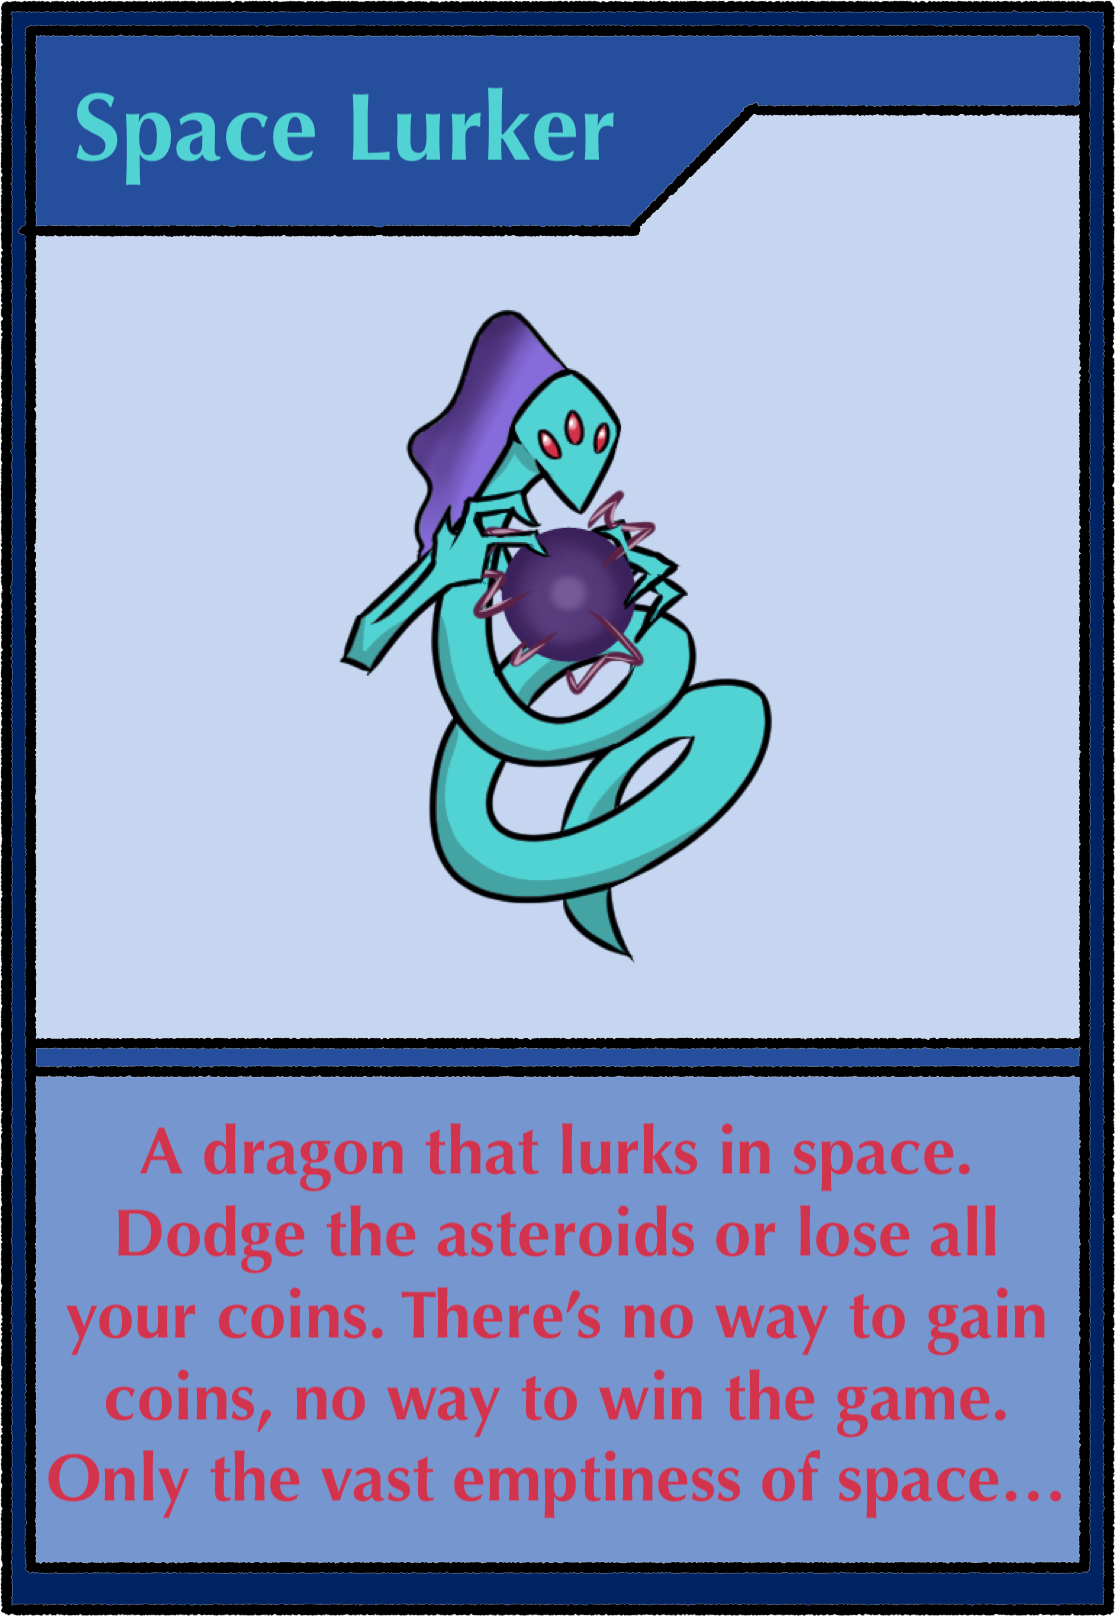 Space Lurker
A dragon that lurks in space.
Dodge the asteroids or lose all
your coins. There’s no way to gain
coins, no way to win the game.
Only the vast emptiness of space…